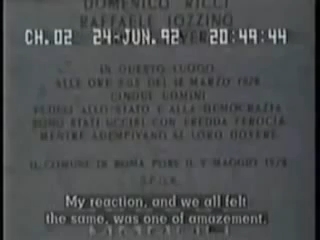 DOMENICO RICCI
RAFFAELE IOZZINO
CH.02 24-JUN.92 20:49:44
IN QUESTO LUOGO
ALLE ORE 9.05 DEL 16 MARZO 1978
CINQUE UOMINI
FEDELI ALLO STATO E ALLA DEMOCRAZIA
SONO STATI UCCISI CON FREDDA FEROCIA
MENTRE ADEMPIVANO AL LORO DOVERE
IL COMUNE DI ROMA POSE IL 9 MAGGIO 1978
S.P.Q.R.
My reaction, and we all felt
the same, was one of amazement.